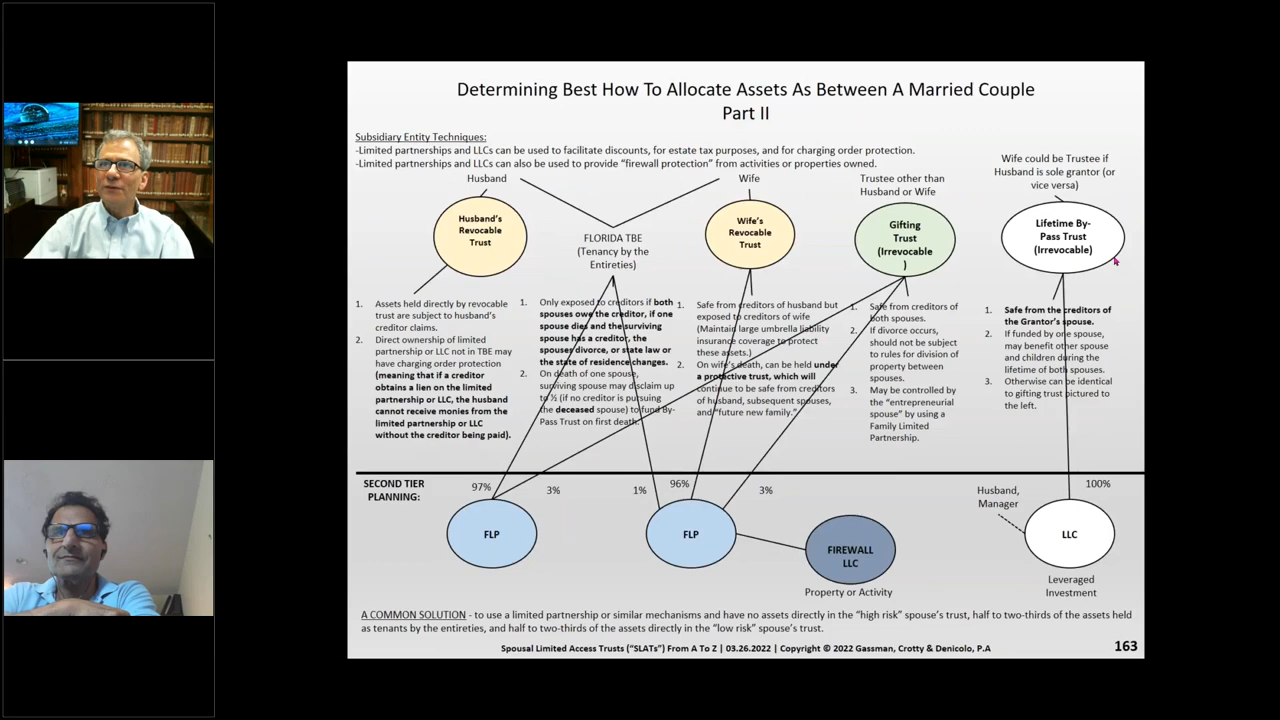 Determining Best How To Allocate Assets As Between A Married Couple
Part II
Subsidiary Entity Techniques:
-Limited partnerships and LLCs can be used to facilitate discounts, for estate tax purposes, and for charging order protection.
-Limited partnerships and LLCs can also be used to provide “firewall protection” from activities or properties owned.
Husband
Wife
Trustee other than
Husband or Wife
Wife could be Trustee if
Husband is sole grantor (or
vice versa)
Husband's
Revocable
Trust
FLORIDA TBE
(Tenancy by the
Entireties)
Wife's
Revocable
Trust
Gifting
Trust
(Irrevocable
)
Lifetime By-
Pass Trust
(Irrevocable)
1. Assets held directly by revocable
trust are subject to husband's
creditor claims.
2. Direct ownership of limited
partnership or LLC not in TBE may
have charging order protection
(meaning that if a creditor
obtains a lien on the limited
partnership or LLC, the husband
cannot receive monies from the
limited partnership or LLC
without the creditor being paid).
1. Only exposed to creditors if both
spouses owe the creditor, if one
spouse dies and the surviving
spouse has a creditor, the
spouses divorce, or state law or
the state of residence changes.
2. On death of one spouse,
surviving spouse may disclaim up
to ½ (if no creditor is pursuing
the deceased spouse) to fund By-
Pass Trust on first death.
1. Safe from creditors of husband but
exposed to creditors of wife
(Maintain large umbrella liability
insurance coverage to protect
these assets.)
2. On wife's death, can be held under
a protective trust, which will
continue to be safe from creditors
of husband, subsequent spouses,
and “future new family.”
1. Safe from creditors of
both spouses.
2. If divorce occurs,
should not be subject
to rules for division of
property between
spouses.
3. May be controlled by
the “entrepreneurial
spouse” by using a
Family Limited
Partnership.
1. Safe from the creditors of
the Grantor's spouse.
2. If funded by one spouse,
may benefit other spouse
and children during the
lifetime of both spouses.
3. Otherwise can be identical
to gifting trust pictured to
the left.
SECOND TIER
PLANNING:
97%
3%
1%
96%
3%
Husband,
Manager
100%
FLP
FLP
FIREWALL
LLC
Property or Activity
LLC
Leveraged
Investment
A COMMON SOLUTION - to use a limited partnership or similar mechanisms and have no assets directly in the “high risk” spouse's trust, half to two-thirds of the assets held
as tenants by the entireties, and half to two-thirds of the assets directly in the “low risk” spouse's trust.
Spousal Limited Access Trusts (“SLATs”) From A To Z | 03.26.2022 | Copyright © 2022 Gassman, Crotty & Denicolo, P.A
163